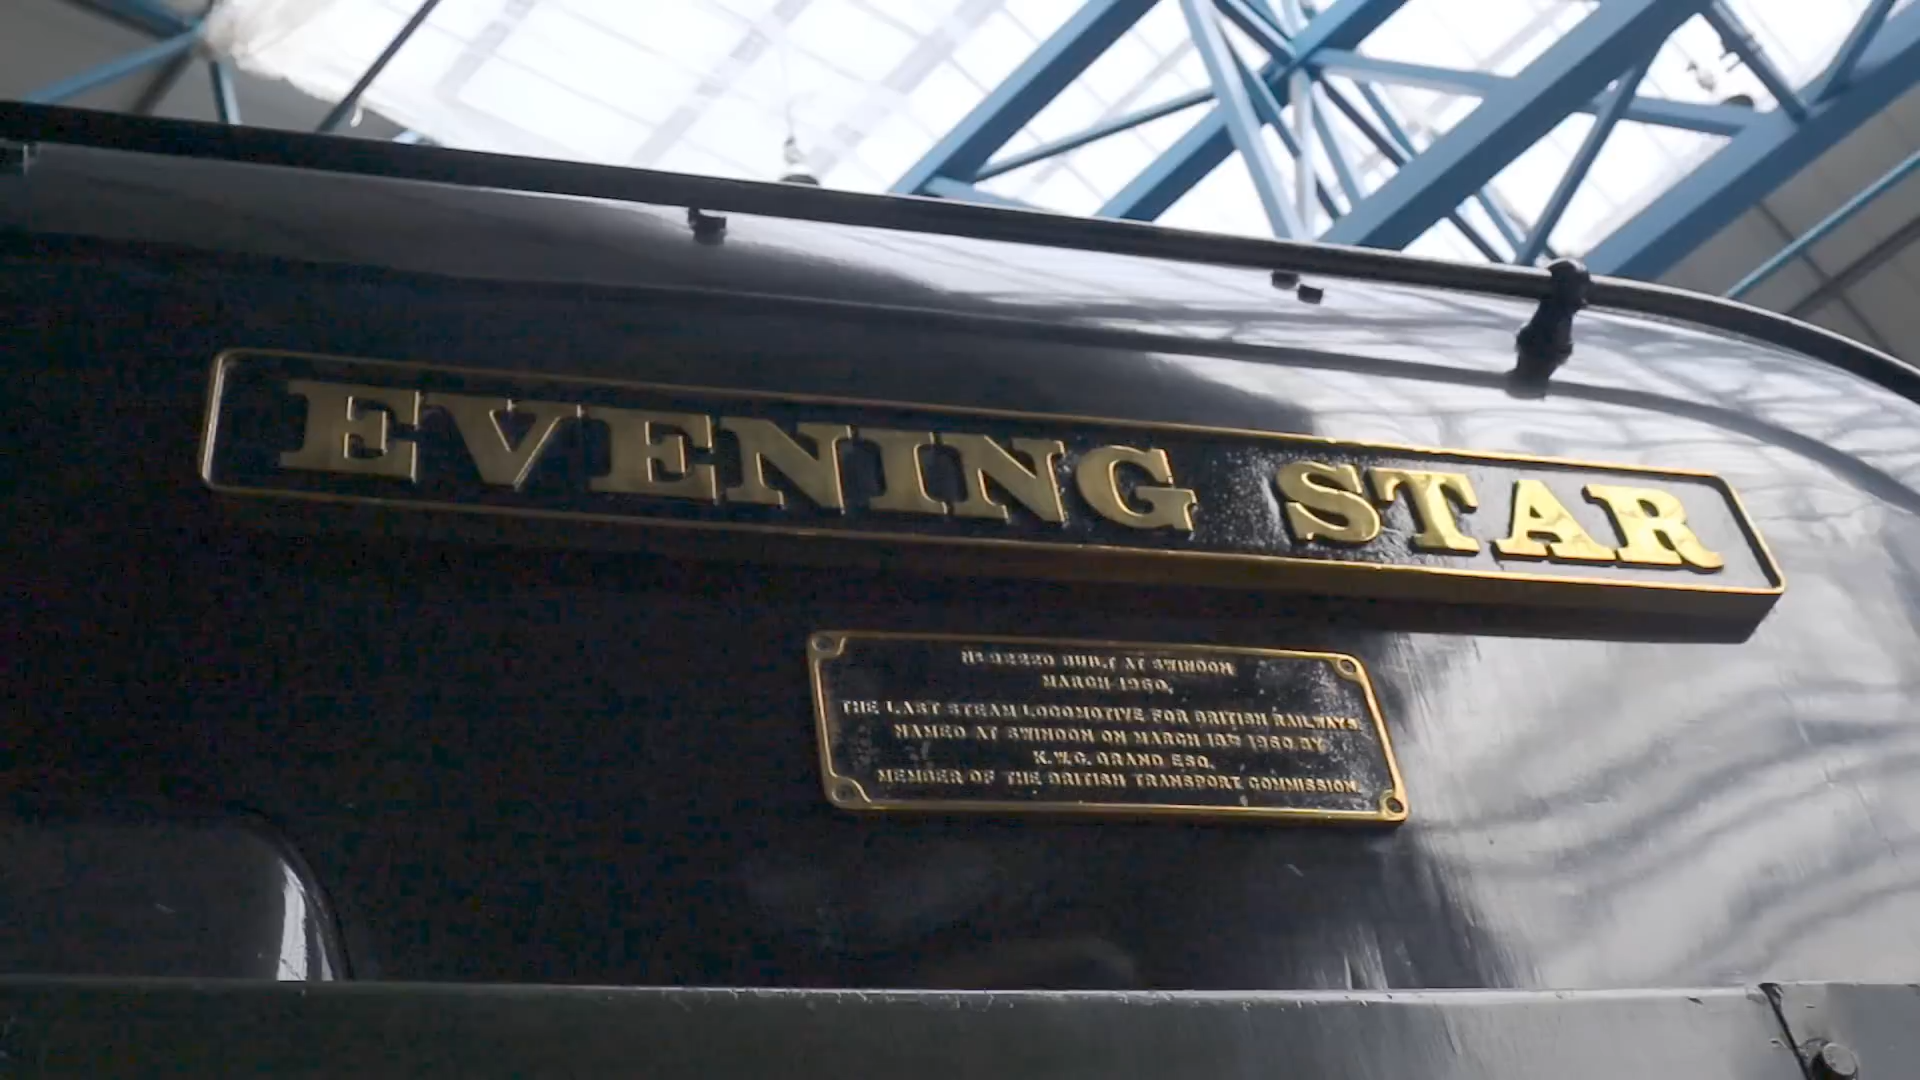 EVENING STAR
No 92220 BUILT AT SWINDON
MARCH 1960.
THE LAST STEAM LOCOMOTIVE FOR BRITISH RAILWAYS
NAMED AT SWINDON ON MARCH 18TH 1960 BY
K.W.C. GRAND ESQ.
MEMBER OF THE BRITISH TRANSPORT COMMISSION.